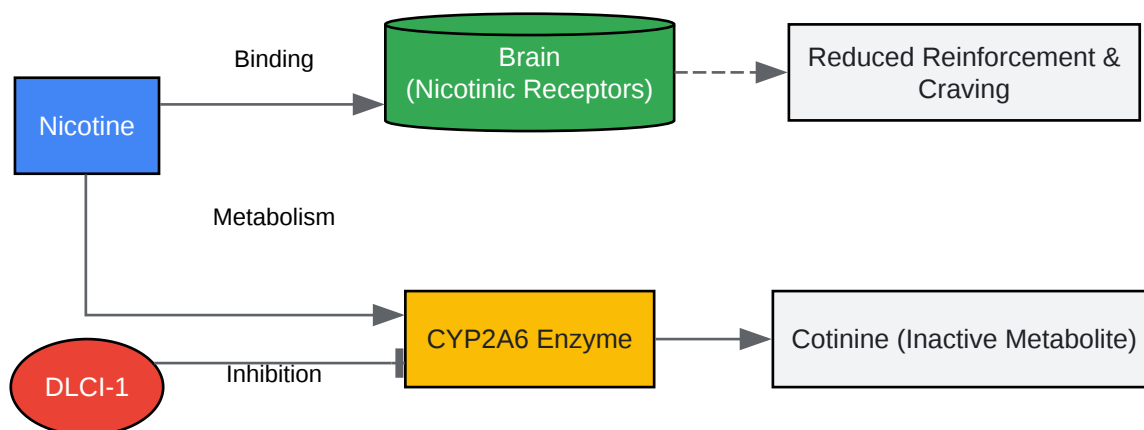 Binding
Brain
(Nicotinic Receptors)
Reduced Reinforcement &
Craving
Nicotine
Metabolism
CYP2A6 Enzyme
Cotinine (Inactive Metabolite)
Inhibition
DLCI-1